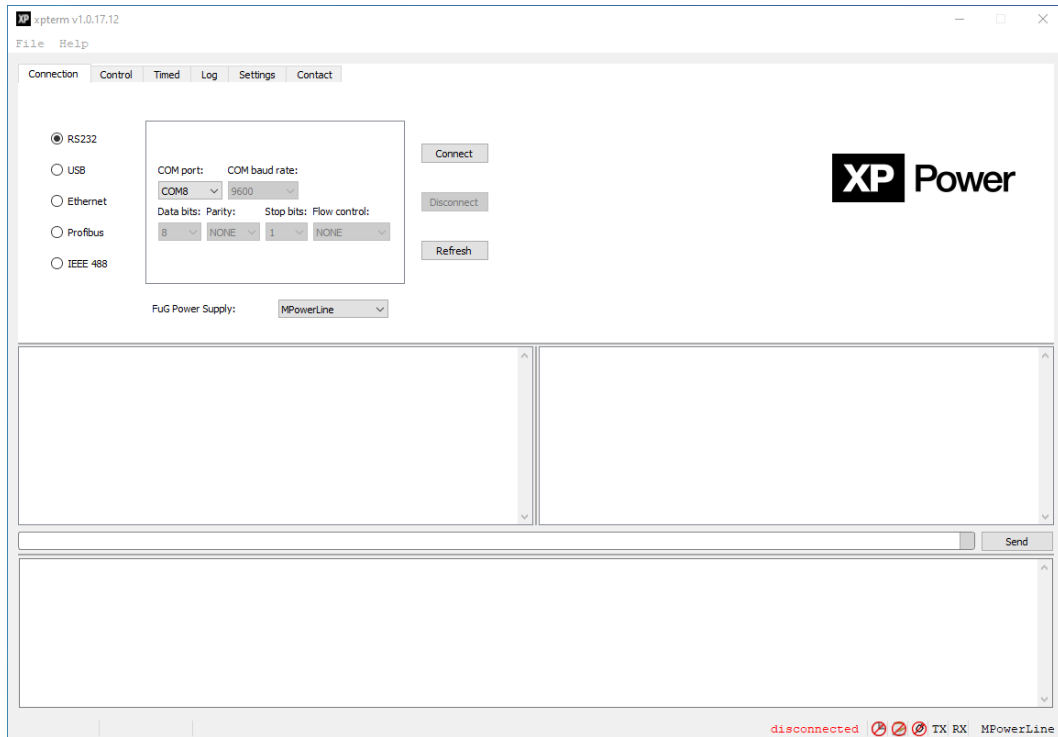 XP xpterm v1.0.17.12
File Help
Connection Control Timed Log Settings Contact
RS232
USB
Ethernet
Profibus
IEEE 488
COM port: COM baud rate:
COM8 9600
Data bits: Parity: Stop bits: Flow control:
8 NONE 1 NONE
FuG Power Supply: MPowerLine
Connect
Disconnect
Refresh
XP Power
Send
disconnected TX RX MPowerLine